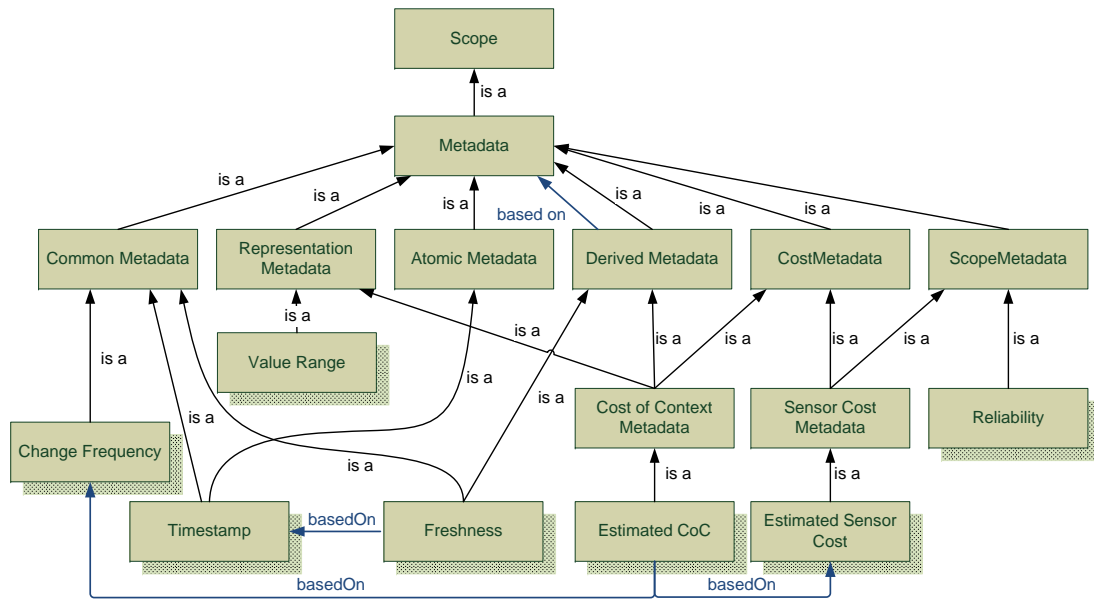 Scope
is a
Metadata
is a
is a
is a
is a
is a
is a
based on
Common Metadata
Representation
Metadata
Atomic Metadata
Derived Metadata
CostMetadata
ScopeMetadata
is a
is a
is a
is a
is a
is a
is a
is a
Value Range
is a
is a
is a
Cost of Context
Metadata
Sensor Cost
Metadata
Reliability
Change Frequency
is a
is a
is a
Timestamp
basedOn
Freshness
Estimated CoC
Estimated Sensor
Cost
basedOn
basedOn